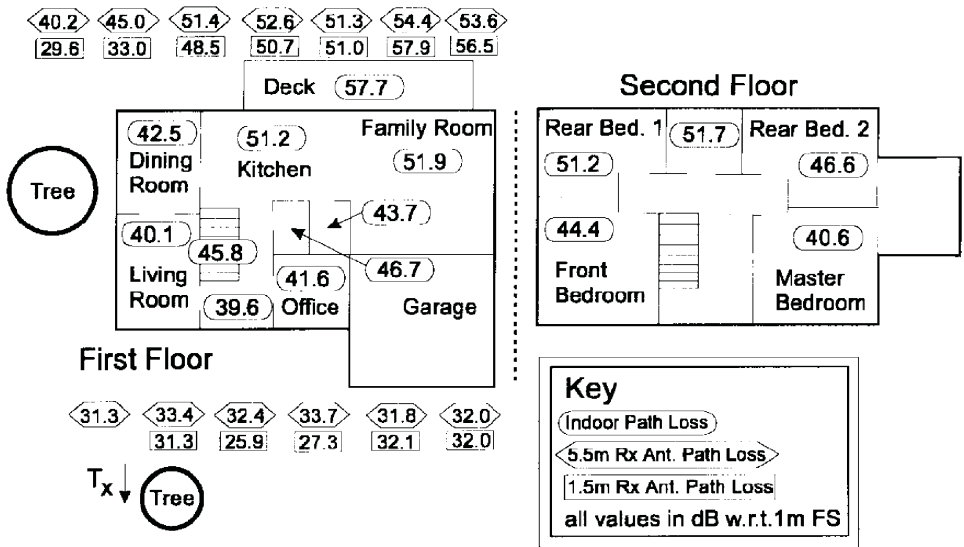 40.2 45.0 51.4 52.6 51.3 54.4 53.6
29.6 33.0 48.5 50.7 51.0 57.9 56.5
Deck 57.7
Second Floor
42.5
Dining
Room
51.2
Kitchen
Family Room
51.9
Tree
43.7
40.1
45.8
46.7
41.6
Living
Room
39.6
Office
Garage
First Floor
Rear Bed. 1
51.7
Rear Bed. 2
51.2
46.6
44.4
40.6
Front
Bedroom
Master
Bedroom
31.3 33.4 32.4 33.7 31.8 32.0
31.3 25.9 27.3 32.1 32.0
Tx
Tree
Key
Indoor Path Loss
5.5m Rx Ant. Path Loss
1.5m Rx Ant. Path Loss
all values in dB w.r.t.1m FS